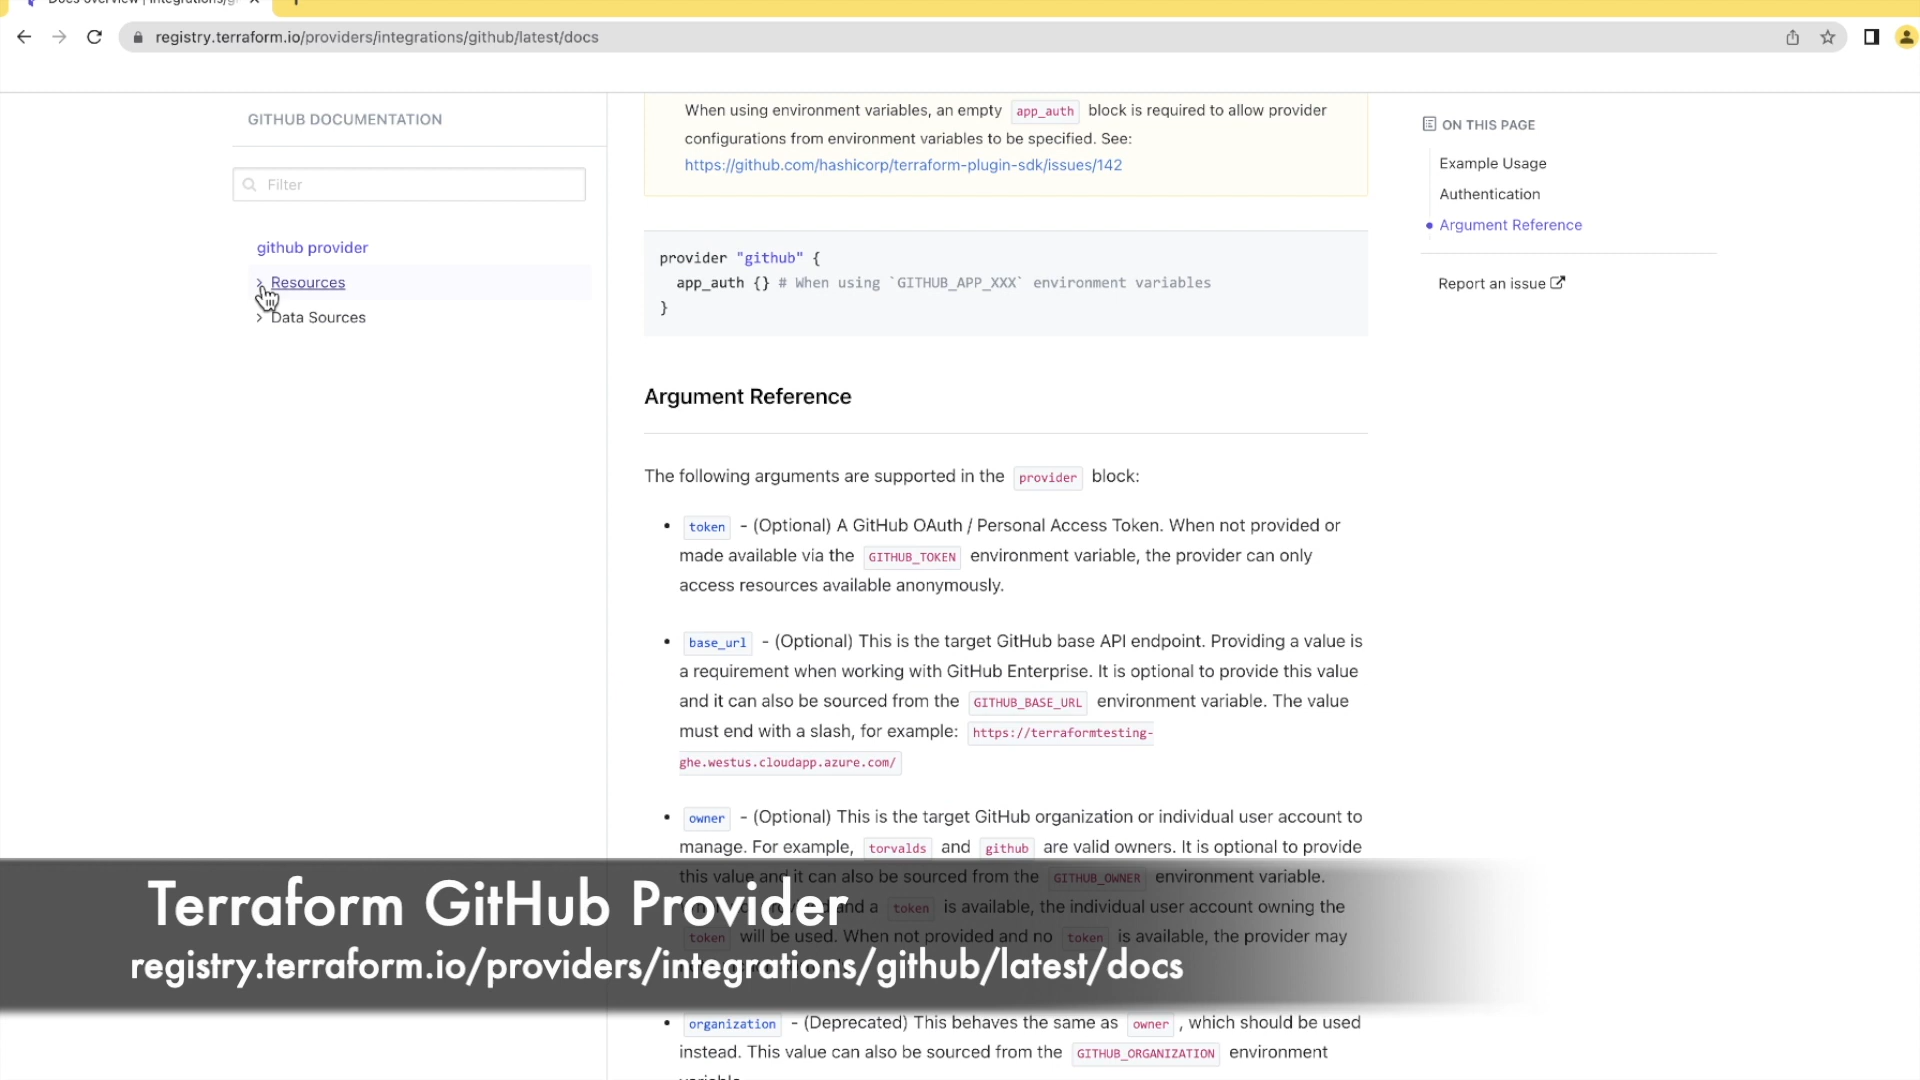 Docs overview | integrations/g
registry.terraform.io/providers/integrations/github/latest/docs
GITHUB DOCUMENTATION
Filter
github provider
Resources
Data Sources
When using environment variables, an empty app_auth block is required to allow provider
configurations from environment variables to be specified. See:
https://github.com/hashicorp/terraform-plugin-sdk/issues/142
provider "github" {
app_auth {} # When using `GITHUB_APP_XXX` environment variables
}
Argument Reference
The following arguments are supported in the provider block:
• token - (Optional) A GitHub OAuth / Personal Access Token. When not provided or
made available via the GITHUB_TOKEN environment variable, the provider can only
access resources available anonymously.
• base_url - (Optional) This is the target GitHub base API endpoint. Providing a value is
a requirement when working with GitHub Enterprise. It is optional to provide this value
and it can also be sourced from the GITHUB_BASE_URL environment variable. The value
must end with a slash, for example: https://terraformtesting-
ghe.westus.cloudapp.azure.com/
• owner - (Optional) This is the target GitHub organization or individual user account to
manage. For example, torvalds and github are valid owners. It is optional to provide
this value and it can also be sourced from the GITHUB_OWNER environment variable.
and a token is available, the individual user account owning the
token will be used. When not provided and no token is available, the provider may
• organization - (Deprecated) This behaves the same as owner , which should be used
instead. This value can also be sourced from the GITHUB_ORGANIZATION environment
ON THIS PAGE
Example Usage
Authentication
• Argument Reference
Report an issue
Terraform GitHub Provider
registry.terraform.io/providers/integrations/github/latest/docs